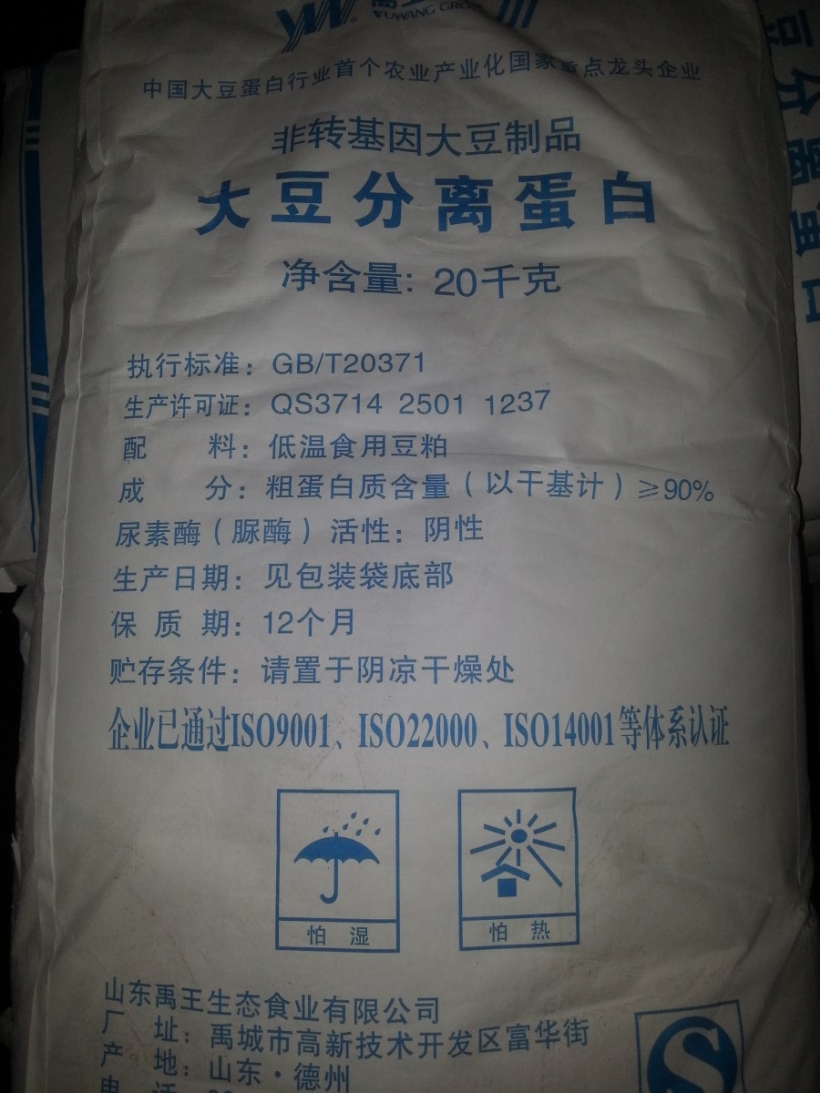 YUWANG GROUP
中国大豆蛋白行业首个农业产业化国家重点龙头企业
非转基因大豆制品
大豆分离蛋白
净含量: 20千克
执行标准: GB/T20371
生产许可证: QS3714 2501 1237
配 料: 低温食用豆粕
成 分: 粗蛋白质含量(以干基计)≥90%
尿素酶(脲酶)活性: 阴性
生产日期: 见包装袋底部
保 质 期: 12个月
贮存条件: 请置于阴凉干燥处
企业已通过ISO9001、ISO22000、ISO14001等体系认证
怕 湿
怕 热
山东禹王生态食业有限公司
厂 址: 禹城市高新技术开发区富华街
产 地: 山东·德州
电 话:
豆分离蛋白